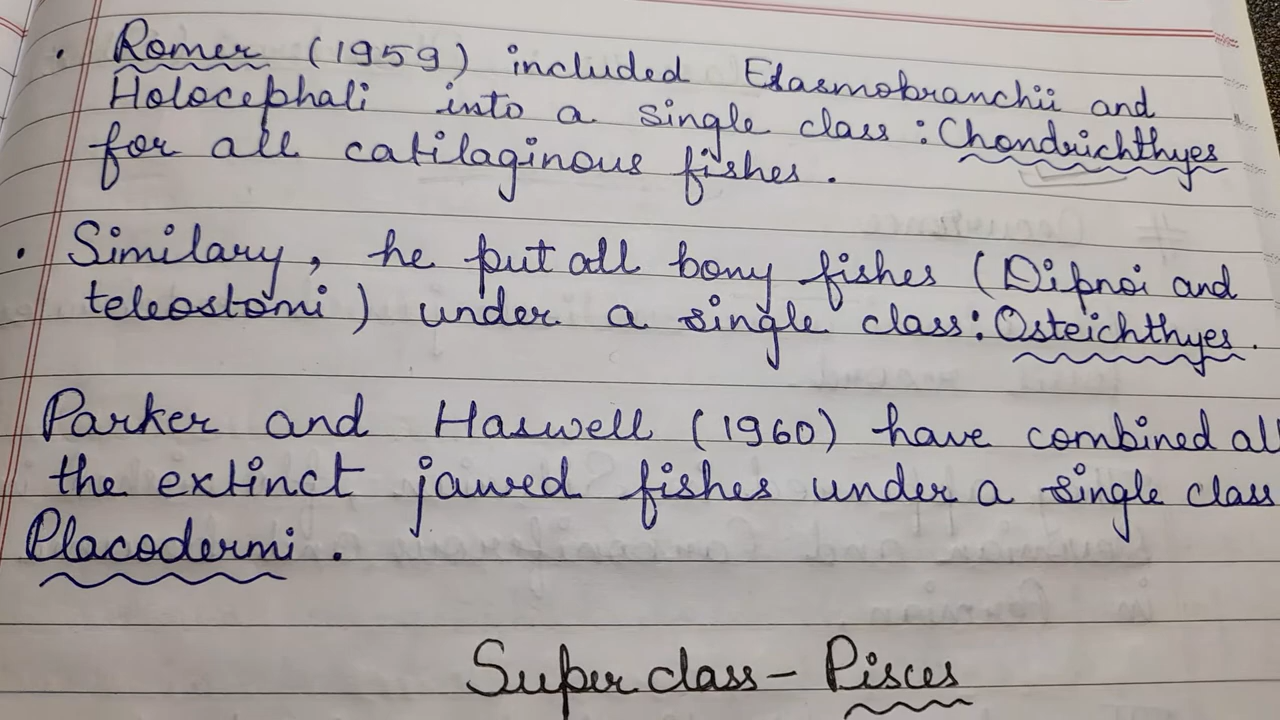 · Romer (1959) included Elasmobranchii and
Holocephali into a single class : Chondrichthyes
for all catilaginous fishes .
· Similary, he put all bony fishes (Dipnoi and
teleostomi) under a single class: Osteichthyes .
Parker and Haswell (1960) have combined all
the extinct jawed fishes under a single class
Placodermi .
Super class - Pisces